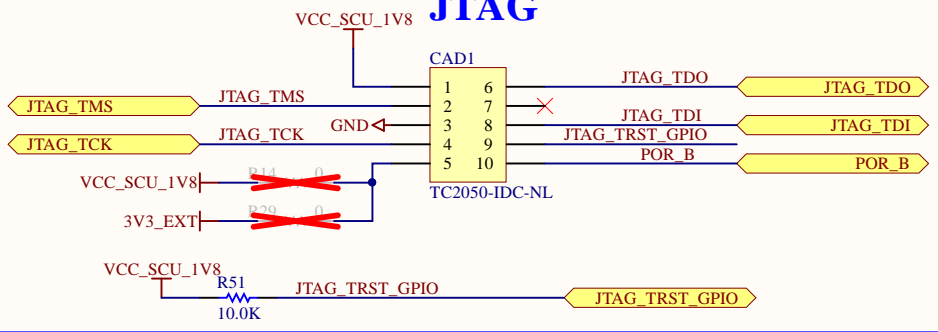 JTAG
VCC_SCU_1V8
CAD1
1 6
JTAG_TDO
JTAG_TDO
JTAG_TMS
JTAG_TMS
2 7
GND
3 8
JTAG_TDI
JTAG_TDI
JTAG_TCK
JTAG_TCK
4 9
JTAG_TRST_GPIO
5 10
POR_B
POR_B
R14 0
VCC_SCU_1V8
TC2050-IDC-NL
R29 0
3V3_EXT
VCC_SCU_1V8
R51
10.0K
JTAG_TRST_GPIO
JTAG_TRST_GPIO